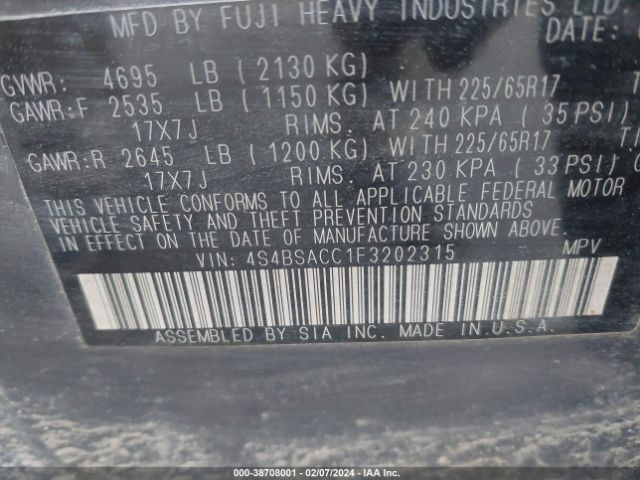 MFD BY FUJI HEAVY INDUSTRIES LTD
DATE:
GVWR: 4695 LB (2130 KG)
GAWR:F 2535 LB (1150 KG) WITH 225/65R17
17X7J RIMS. AT 240 KPA (35 PSI)
GAWR:R 2645 LB (1200 KG) WITH 225/65R17
17X7J RIMS. AT 230 KPA (33 PSI)
THIS VEHICLE CONFORMS TO ALL APPLICABLE FEDERAL MOTOR
VEHICLE SAFETY AND THEFT PREVENTION STANDARDS
IN EFFECT ON THE DATE OF MANUFACTURE SHOWN ABOVE.
VIN: 4S4BSACC1F3202315 MPV
ASSEMBLED BY SIA INC. MADE IN U.S.A.
000-38708001 - 02/07/2024 - IAA Inc.